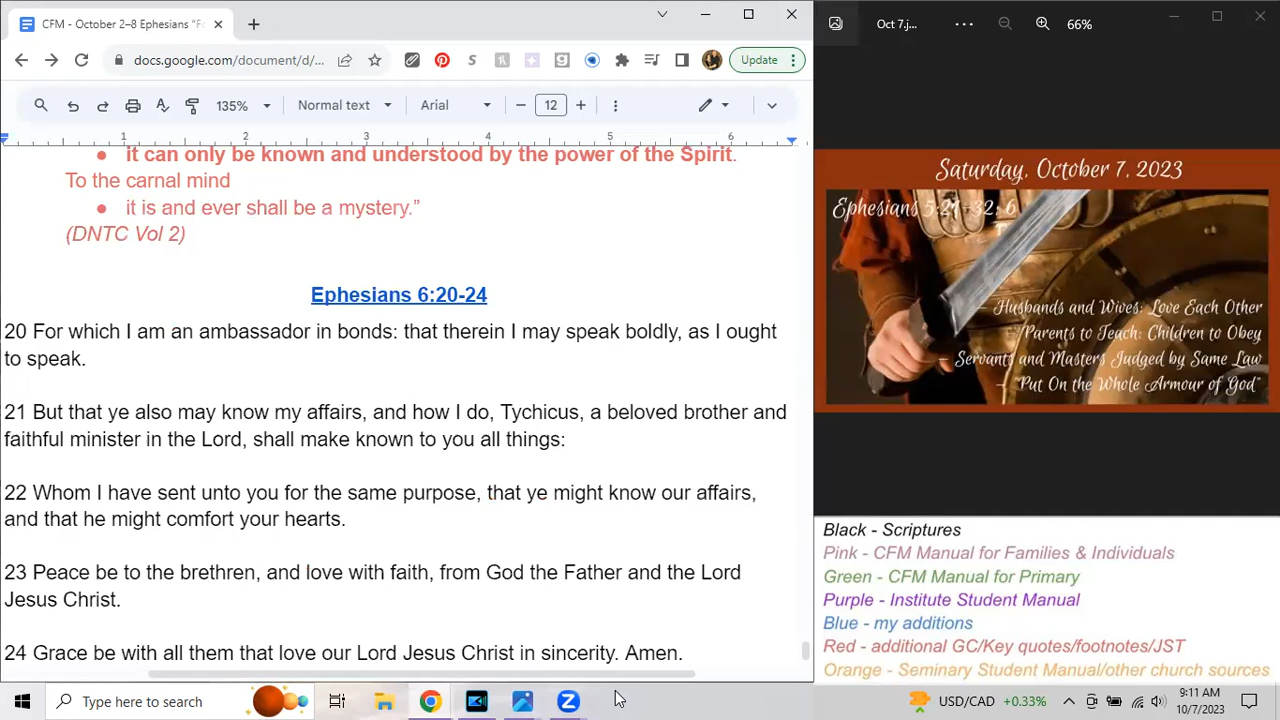 CFM - October 2–8 Ephesians "Fo
docs.google.com/document/d/...
Update
135%
Normal text
Arial
12
1 2 3 4 5 6
● it can only be known and understood by the power of the Spirit.
To the carnal mind
● it is and ever shall be a mystery.”
(DNTC Vol 2)
Ephesians 6:20-24
20 For which I am an ambassador in bonds: that therein I may speak boldly, as I ought
to speak.
21 But that ye also may know my affairs, and how I do, Tychicus, a beloved brother and
faithful minister in the Lord, shall make known to you all things:
22 Whom I have sent unto you for the same purpose, that ye might know our affairs,
and that he might comfort your hearts.
23 Peace be to the brethren, and love with faith, from God the Father and the Lord
Jesus Christ.
24 Grace be with all them that love our Lord Jesus Christ in sincerity. Amen.
Oct 7.j...
66%
Saturday, October 7, 2023
Ephesians 5:21-32; 6
– Husbands and Wives: Love Each Other
– Parents to Teach: Children to Obey
– Servants and Masters Judged by Same Law
– "Put On the Whole Armour of God"
Black - Scriptures
Pink - CFM Manual for Families & Individuals
Green - CFM Manual for Primary
Purple - Institute Student Manual
Blue - my additions
Red - additional GC/Key quotes/footnotes/JST
Orange - Seminary Student Manual/other church sources
Type here to search
USD/CAD +0.33%
9:11 AM
10/7/2023